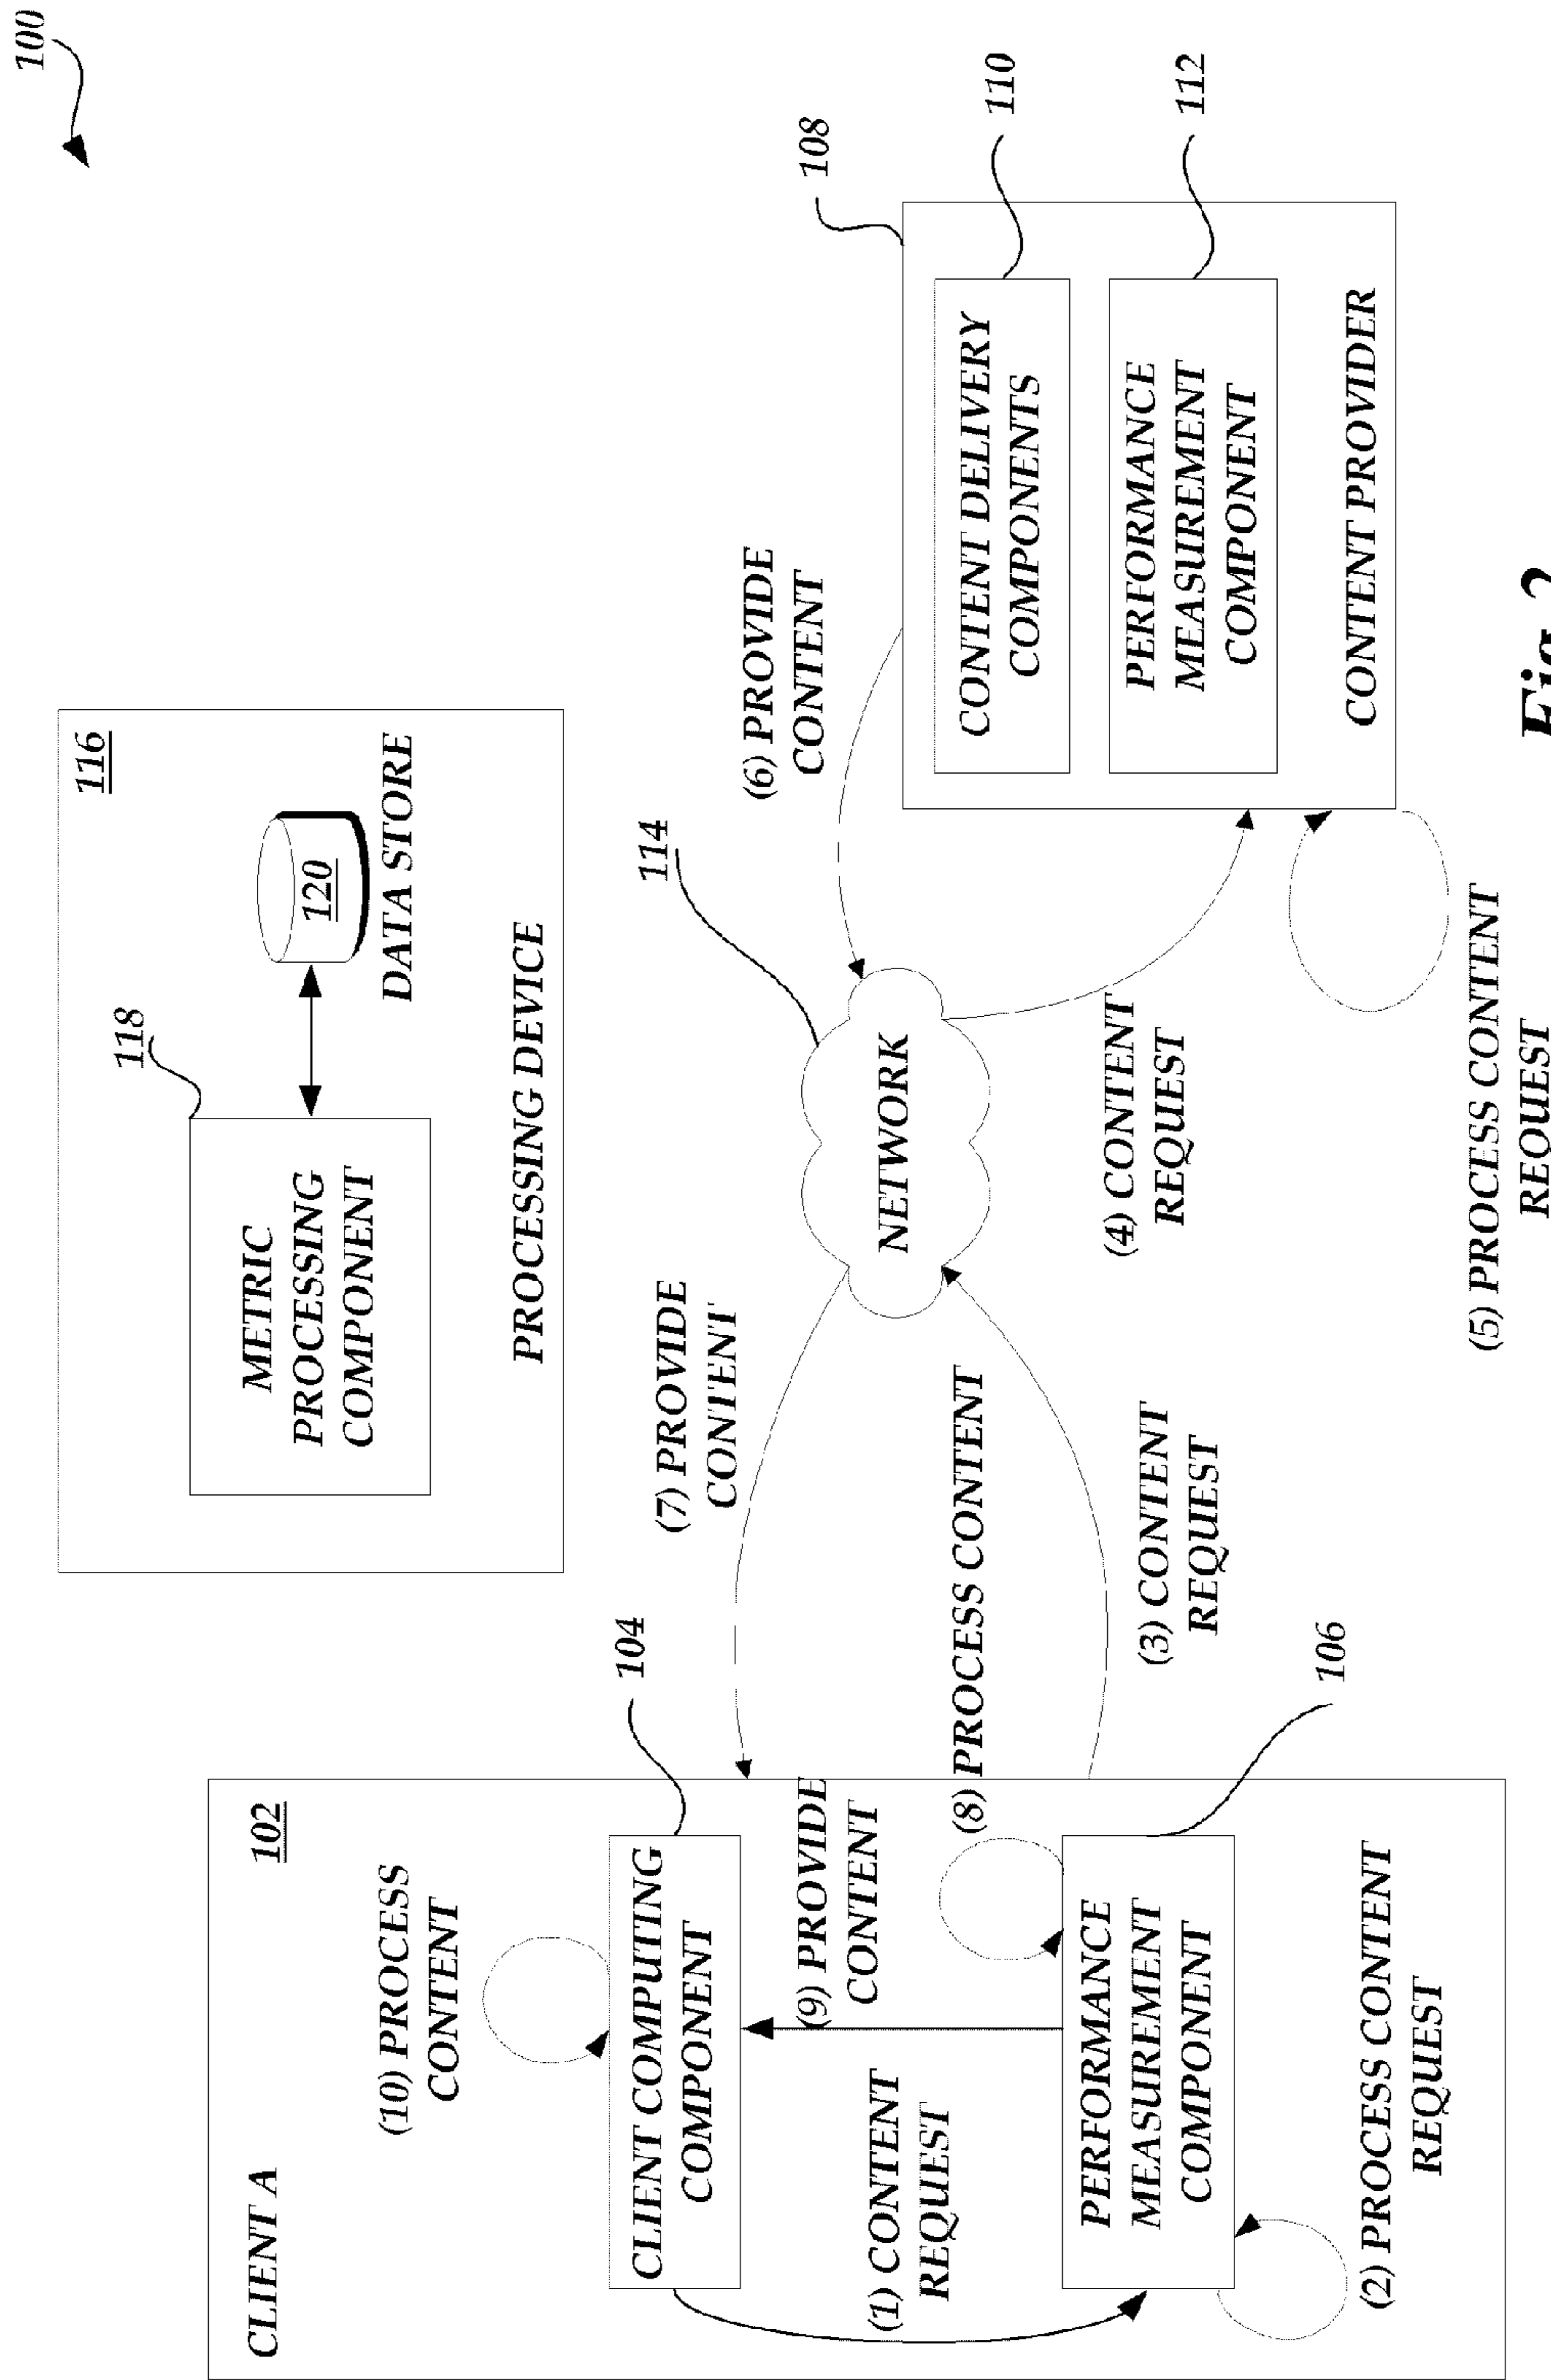 100
116
118
METRIC
PROCESSING
COMPONENT
120
DATA STORE
PROCESSING DEVICE
CLIENT A
102
(10) PROCESS
CONTENT
104
CLIENT COMPUTING
COMPONENT
(9) PROVIDE
CONTENT
(1) CONTENT
REQUEST
(8) PROCESS CONTENT
PERFORMANCE
MEASUREMENT
COMPONENT
106
(2) PROCESS CONTENT
REQUEST
(7) PROVIDE
CONTENT
(3) CONTENT
REQUEST
114
NETWORK
(6) PROVIDE
CONTENT
(4) CONTENT
REQUEST
(5) PROCESS CONTENT
REQUEST
108
CONTENT DELIVERY
COMPONENTS
110
PERFORMANCE
MEASUREMENT
COMPONENT
112
CONTENT PROVIDER
Fig. 2